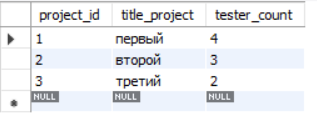 project_id title_project tester_count
1 первый 4
2 второй 3
3 третий 2
NULL NULL NULL